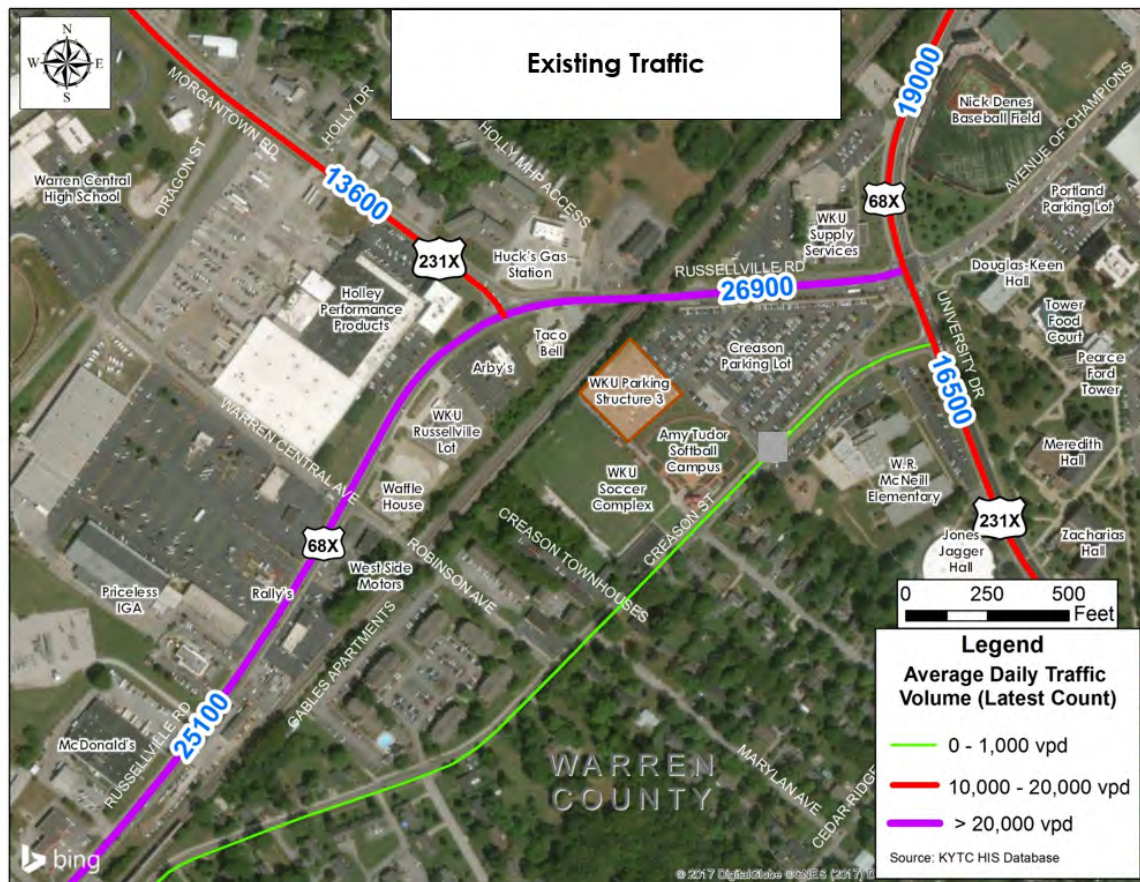 Existing Traffic
N
W
E
S
MORGANTOWN RD
HOLLY DR
HOLLY MHP ACCESS
DRAGON ST
Warren Central
High School
13600
231X
Huck's Gas
Station
Holley
Performance
Products
19000
Nick Denes
Baseball Field
AVENUE OF CHAMPIONS
68X
WKU
Supply
Services
Portland
Parking Lot
RUSSELLVILLE RD
26900
Douglas-Keen
Hall
UNIVERSITY DR
Tower
Food
Court
Pearce
Ford
Tower
Taco
Bell
Arby's
Creason
Parking Lot
WKU Parking
Structure 3
16500
WKU
Russellville
Lot
WARREN CENTRAL AVE
Amy Tudor
Softball
Campus
Meredith
Hall
W.R.
McNeill
Elementary
Waffle
House
WKU
Soccer
Complex
CREASON ST
231X
Zacharias
Hall
Jones
Jagger
Hall
68X
West Side
Motors
ROBINSON AVE
CREASON TOWNHOUSES
Priceless
IGA
Rally's
GABLES APARTMENTS
RUSSELLVILLE RD
25100
McDonald's
WARREN
COUNTY
MARYLAN AVE
CEDAR RIDGE
0 250 500
Feet
Legend
Average Daily Traffic
Volume (Latest Count)
0 - 1,000 vpd
10,000 - 20,000 vpd
> 20,000 vpd
Source: KYTC HIS Database
bing
© 2017 DigitalGlobe ©CNES (2017) D